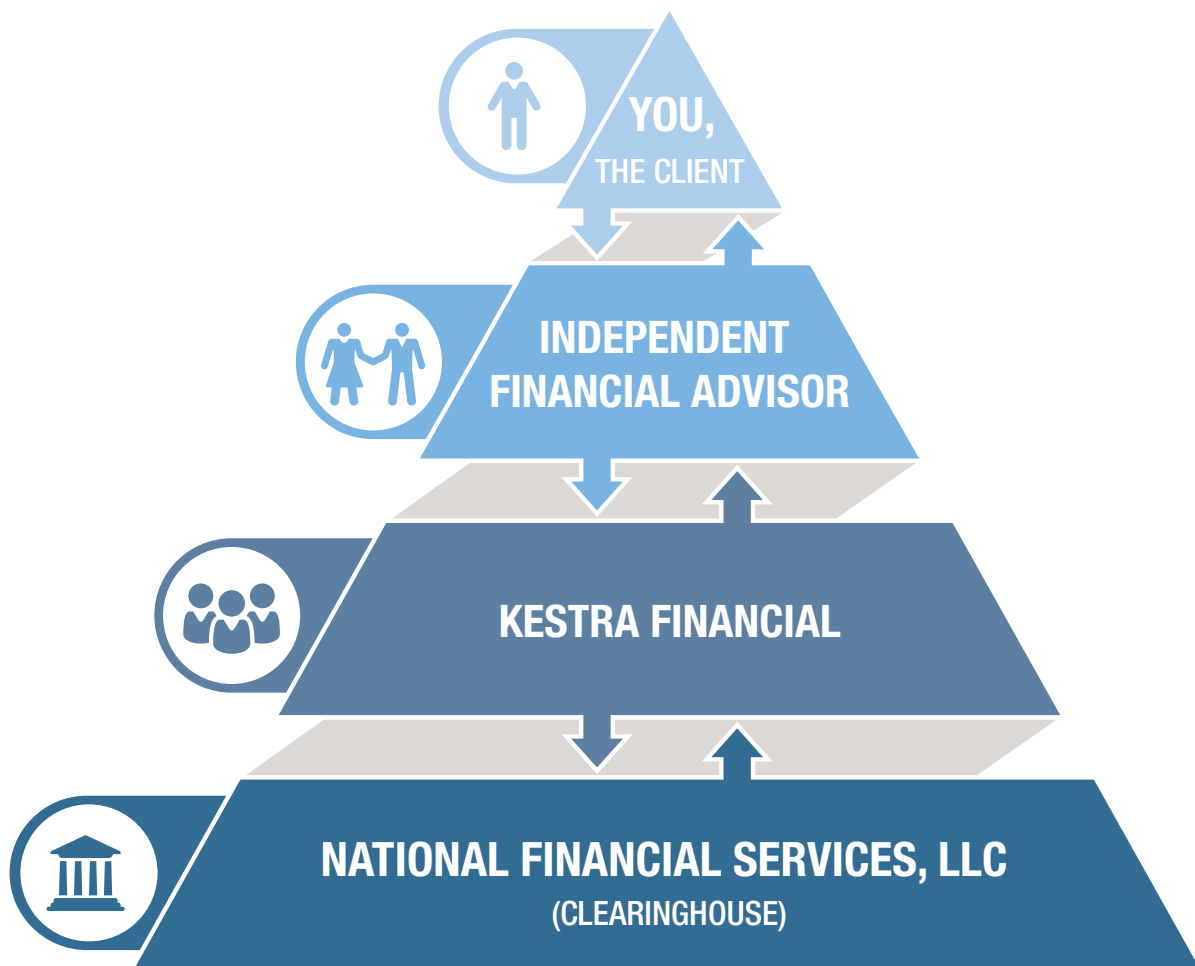 YOU,
THE CLIENT
INDEPENDENT
FINANCIAL ADVISOR
KESTRA FINANCIAL
NATIONAL FINANCIAL SERVICES, LLC
(CLEARINGHOUSE)